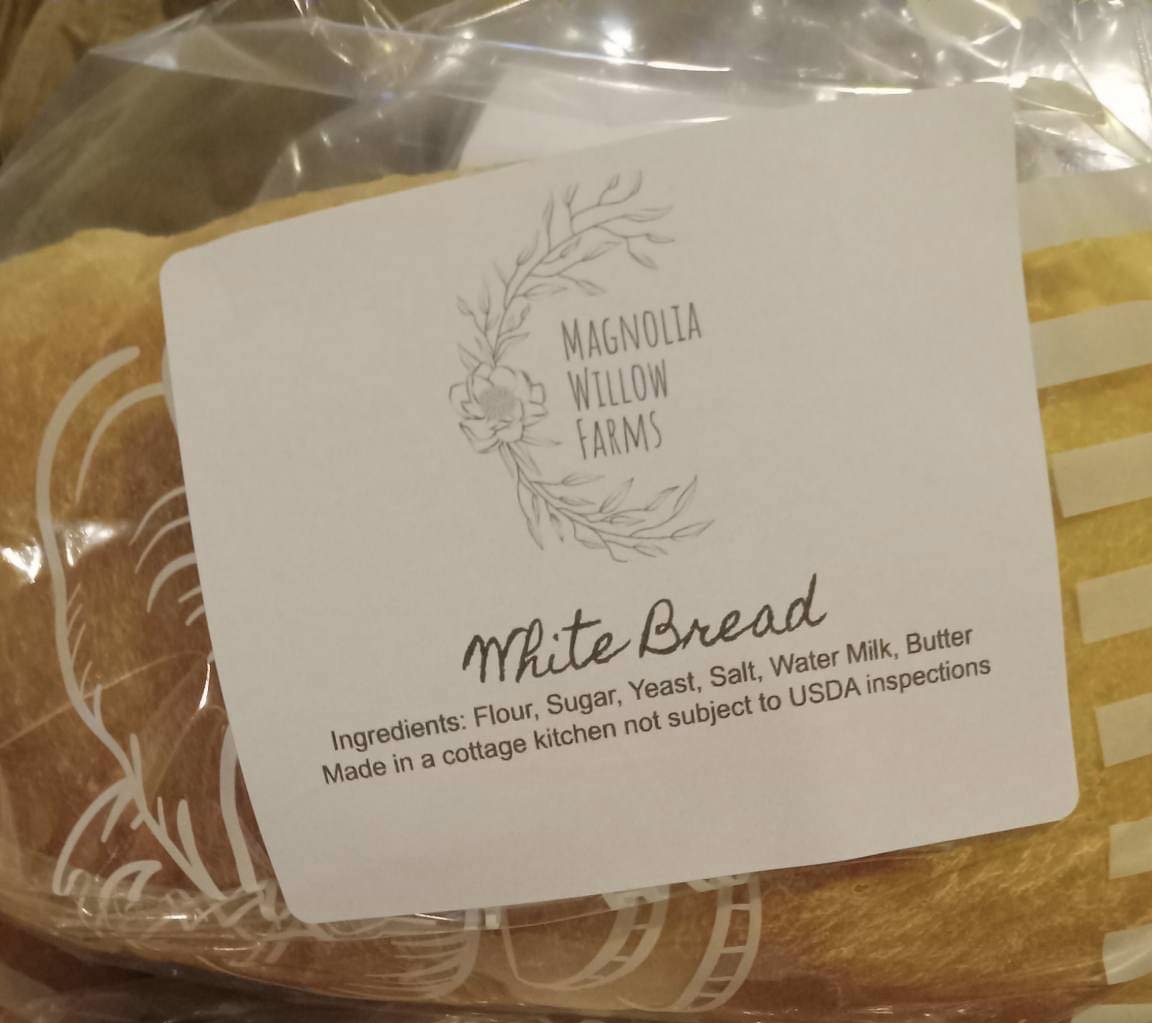 MAGNOLIA
WILLOW
FARMS
White Bread
Ingredients: Flour, Sugar, Yeast, Salt, Water Milk, Butter
Made in a cottage kitchen not subject to USDA inspections